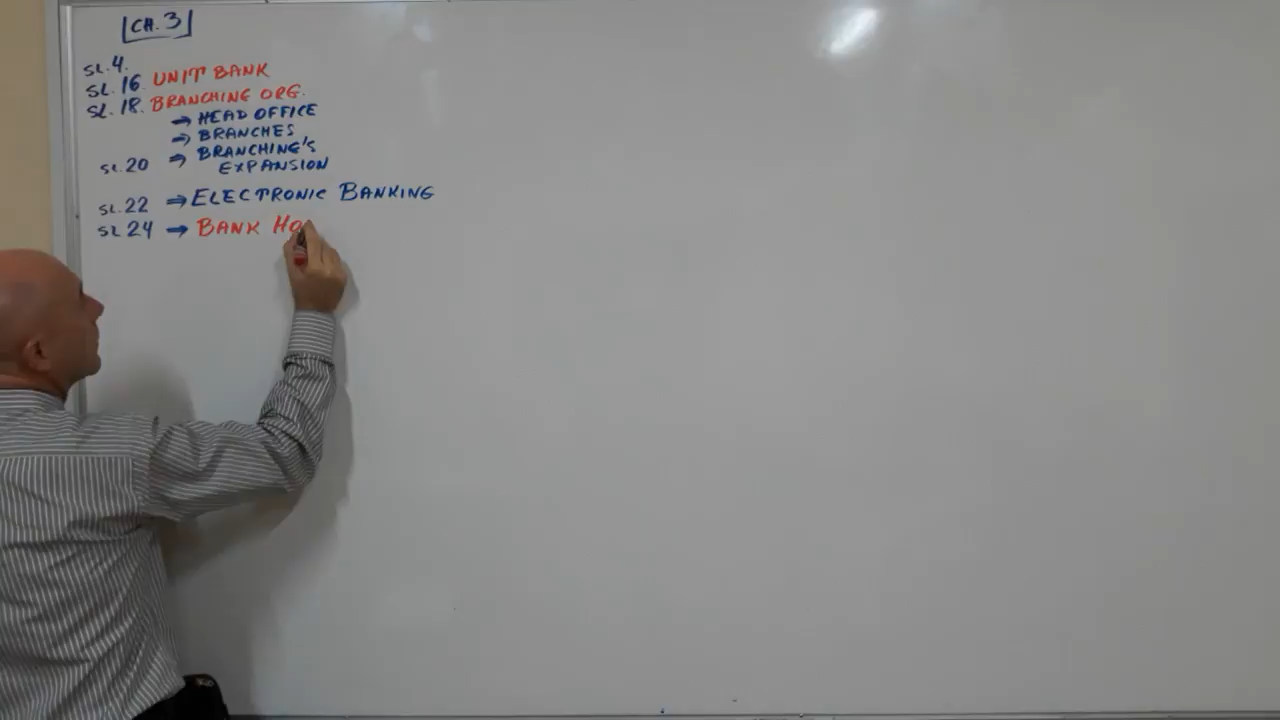 CH. 3
SL. 4.
SL. 16. UNIT BANK
SL. 18. BRANCHING ORG.
→ HEAD OFFICE
⇒ BRANCHES
SL. 20 ⇒ BRANCHING'S
EXPANSION
SL. 22 ⇒ ELECTRONIC BANKING
SL 24 → BANK HO